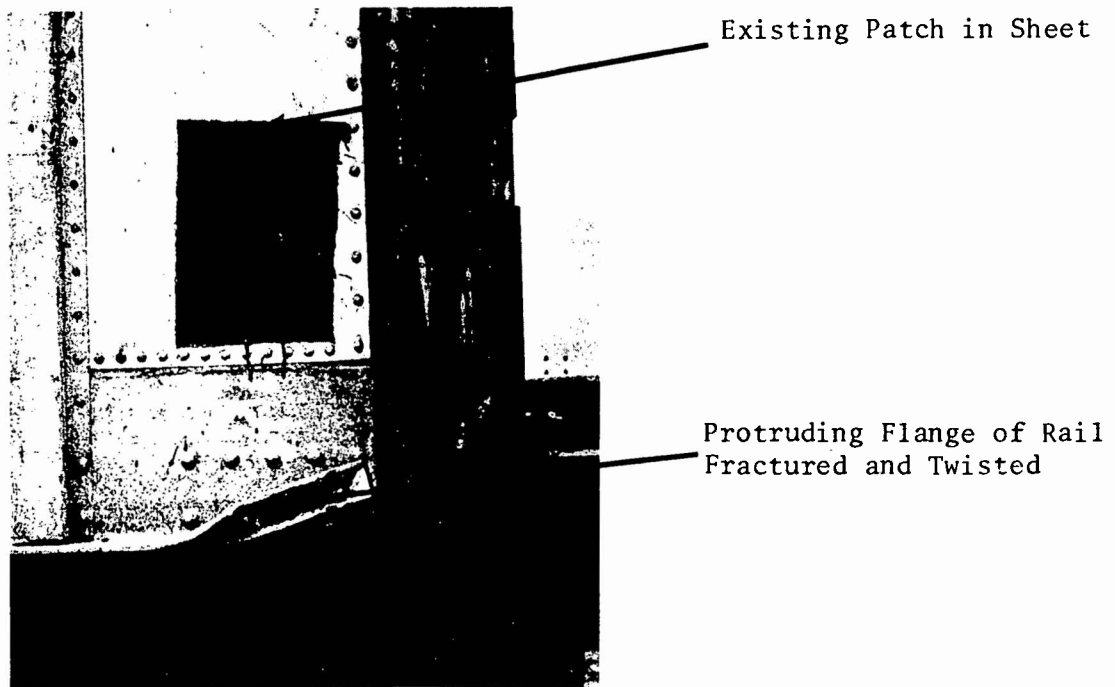 Existing Patch in Sheet
Protruding Flange of Rail
Fractured and Twisted